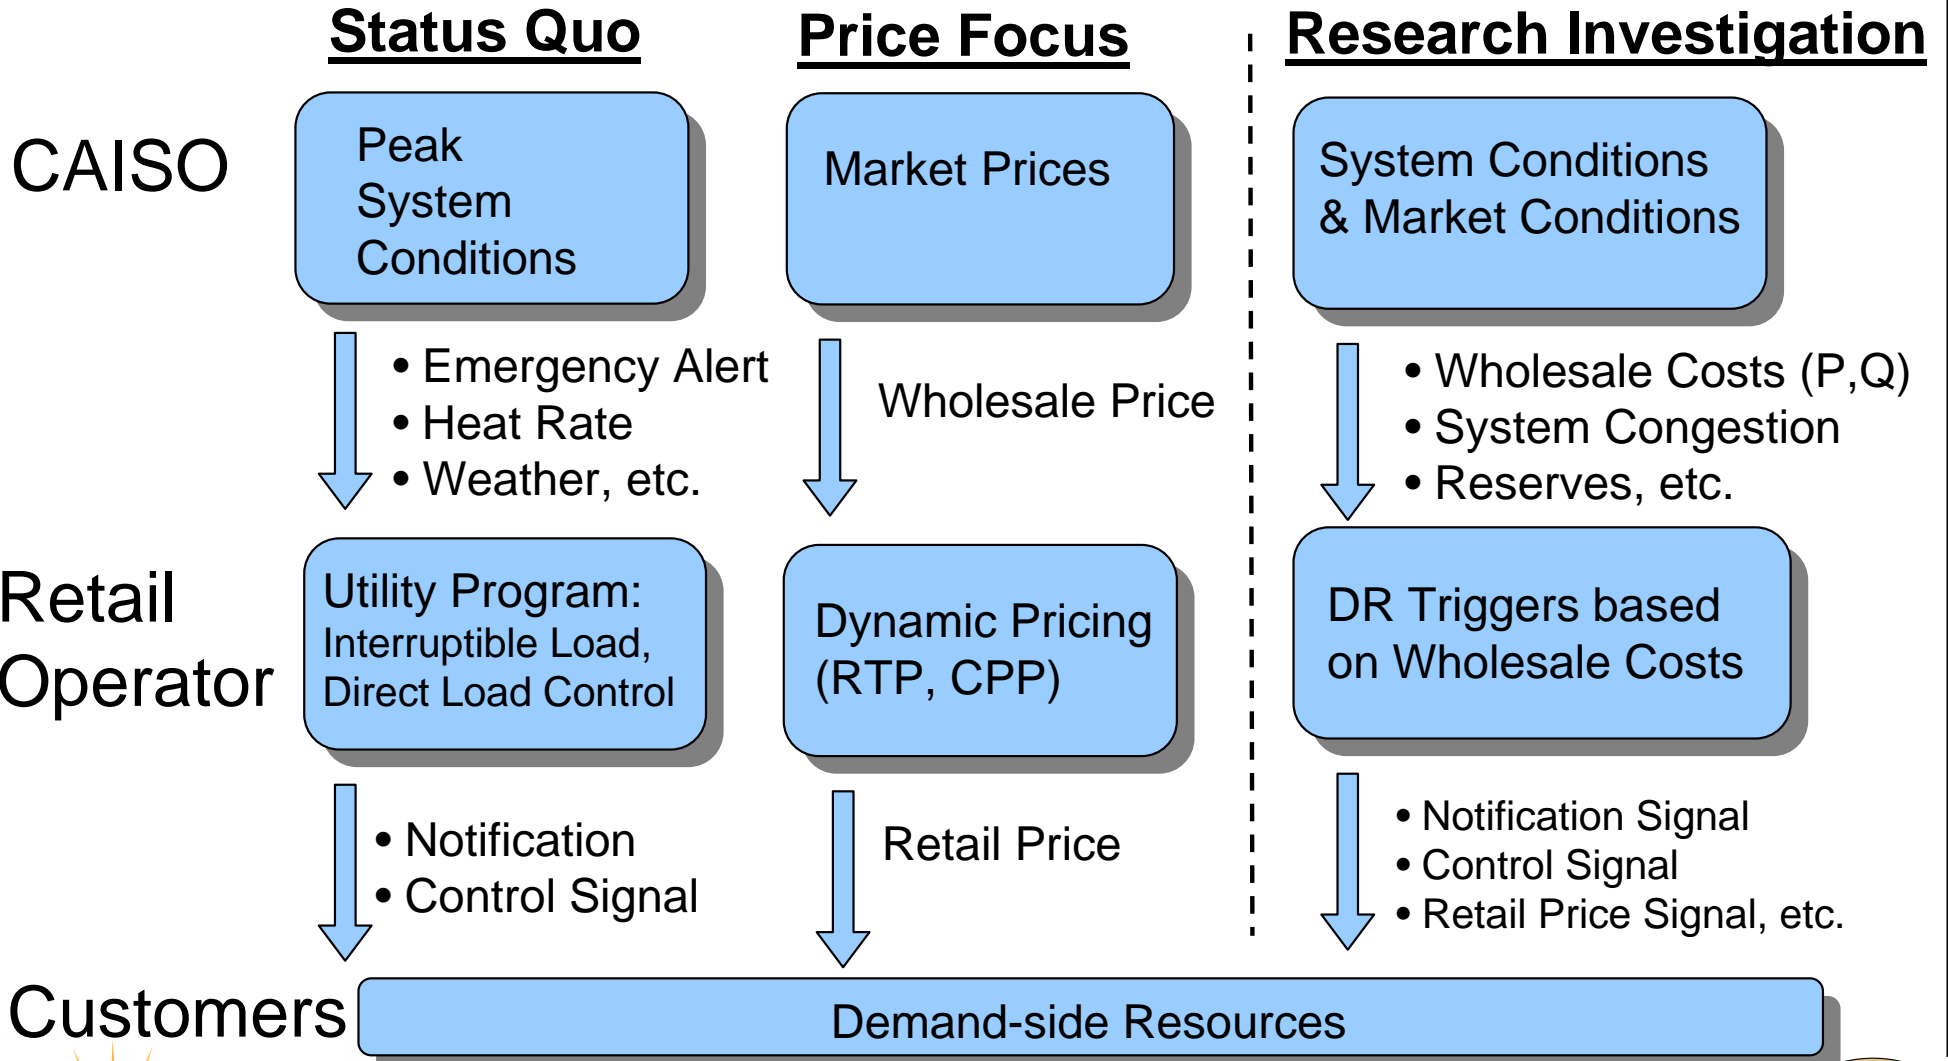 Status Quo
Price Focus
Research Investigation
CAISO
Peak
System
Conditions
Market Prices
System Conditions
& Market Conditions
• Emergency Alert
• Heat Rate
• Weather, etc.
Wholesale Price
• Wholesale Costs (P,Q)
• System Congestion
• Reserves, etc.
Retail
Operator
Utility Program:
Interruptible Load,
Direct Load Control
Dynamic Pricing
(RTP, CPP)
DR Triggers based
on Wholesale Costs
• Notification
• Control Signal
Retail Price
• Notification Signal
• Control Signal
• Retail Price Signal, etc.
Customers
Demand-side Resources